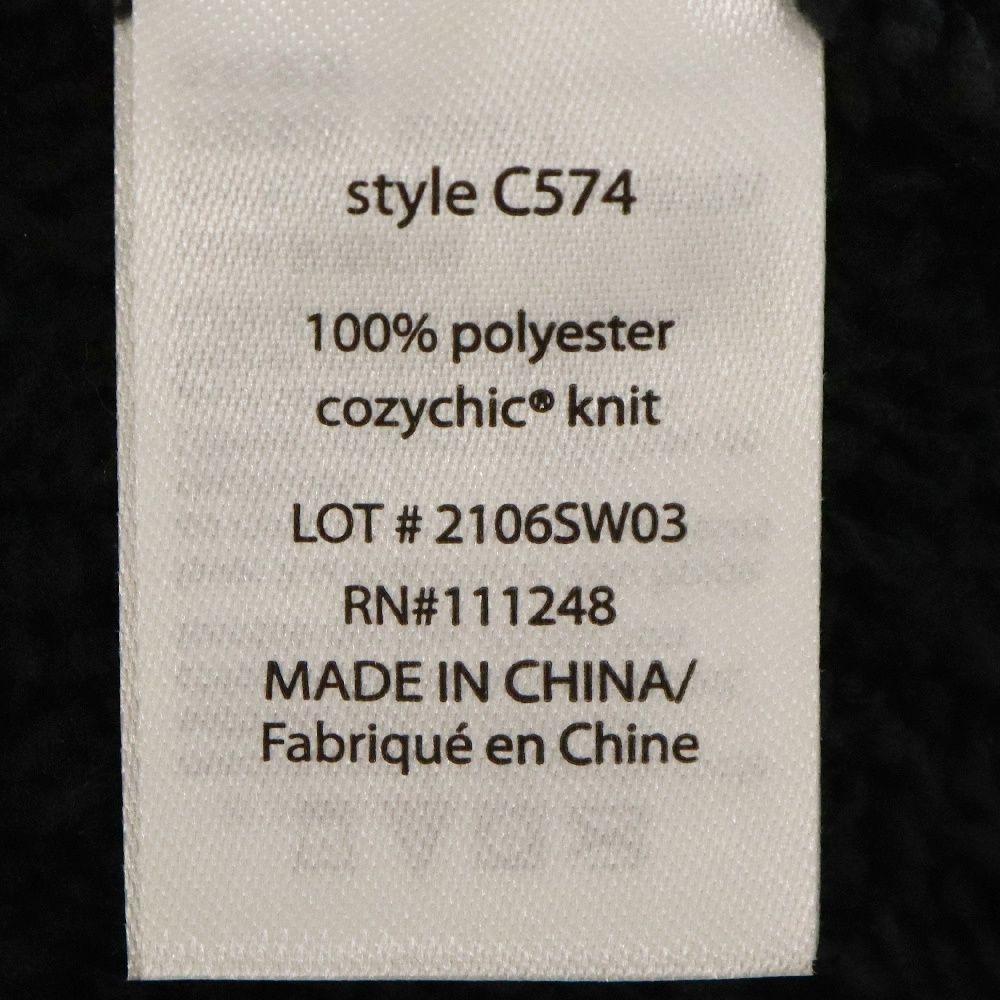 style C574
100% polyester
cozychic® knit
LOT # 2106SW03
RN#111248
MADE IN CHINA/
Fabriqué en Chine